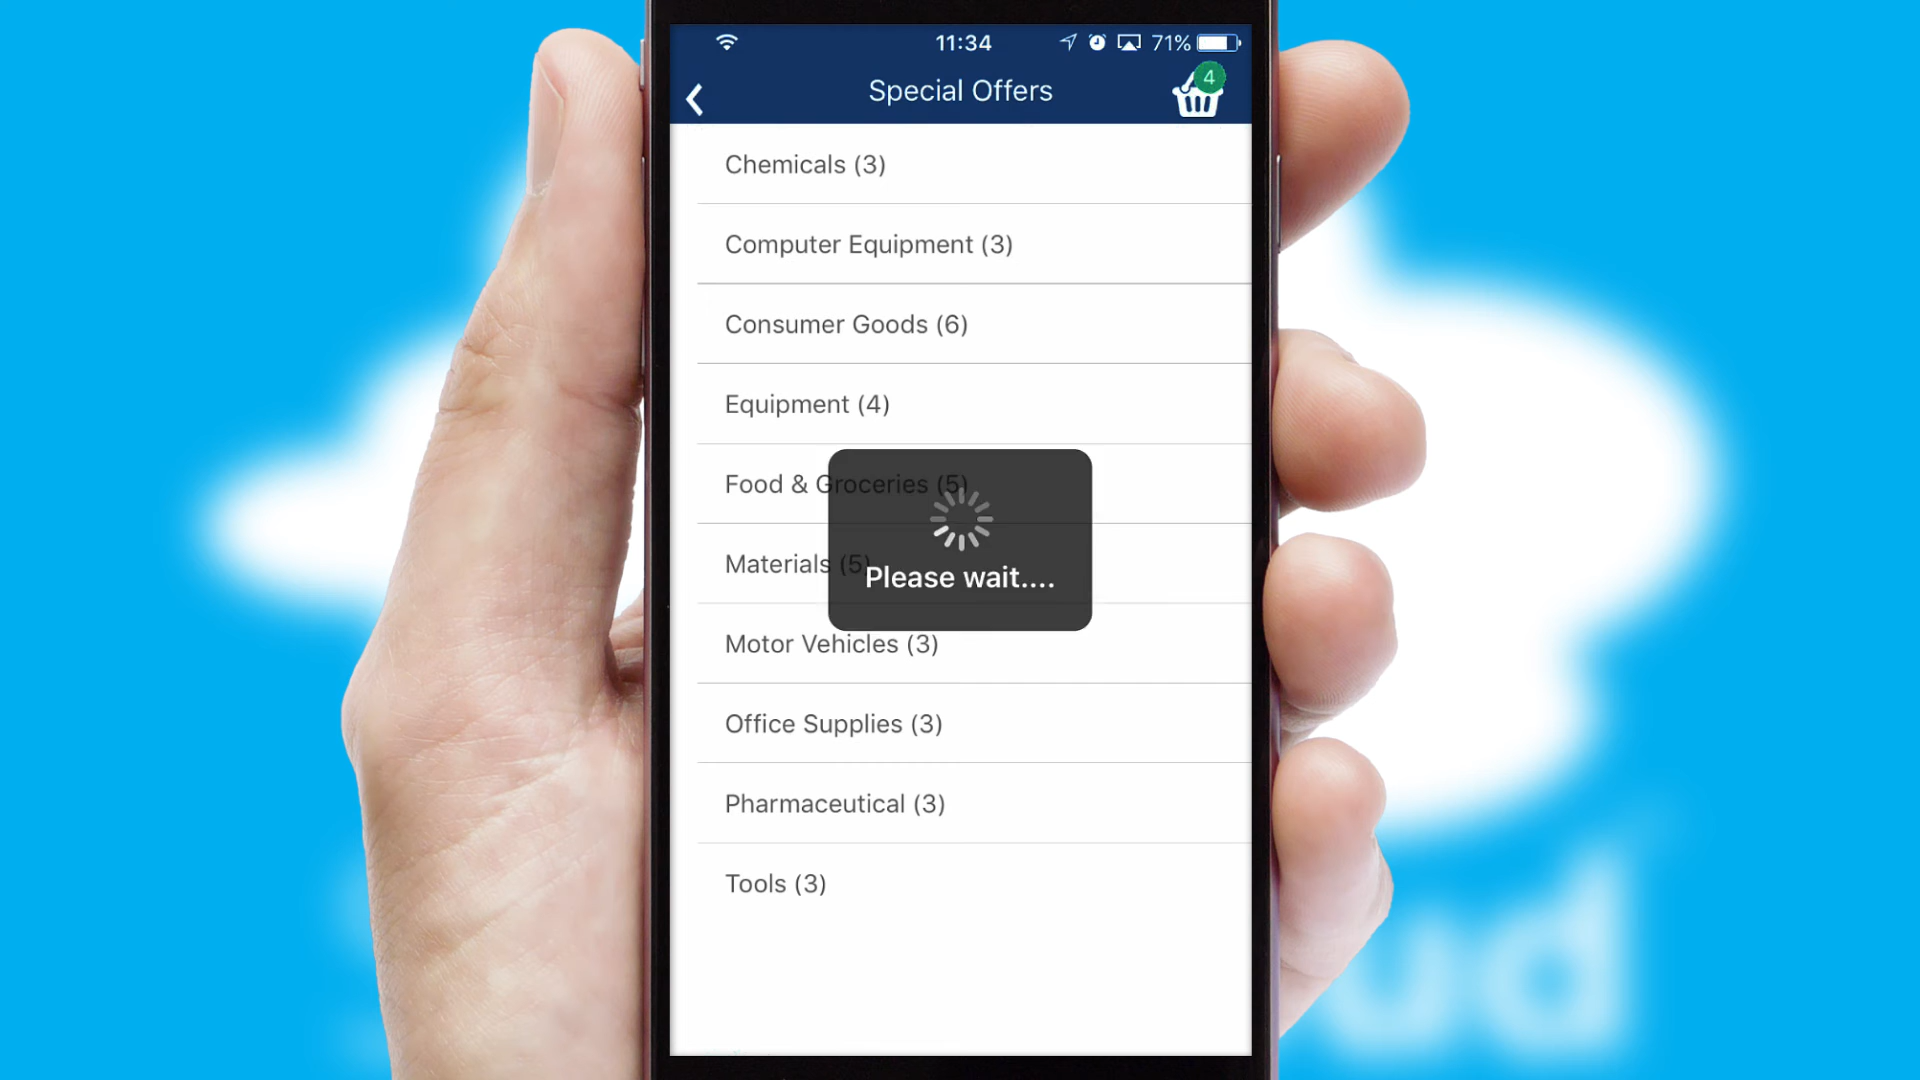 11:34
71%
Special Offers
4
Chemicals (3)
Computer Equipment (3)
Consumer Goods (6)
Equipment (4)
Food & Groceries (5)
Materials (5)
Please wait....
Motor Vehicles (3)
Office Supplies (3)
Pharmaceutical (3)
Tools (3)